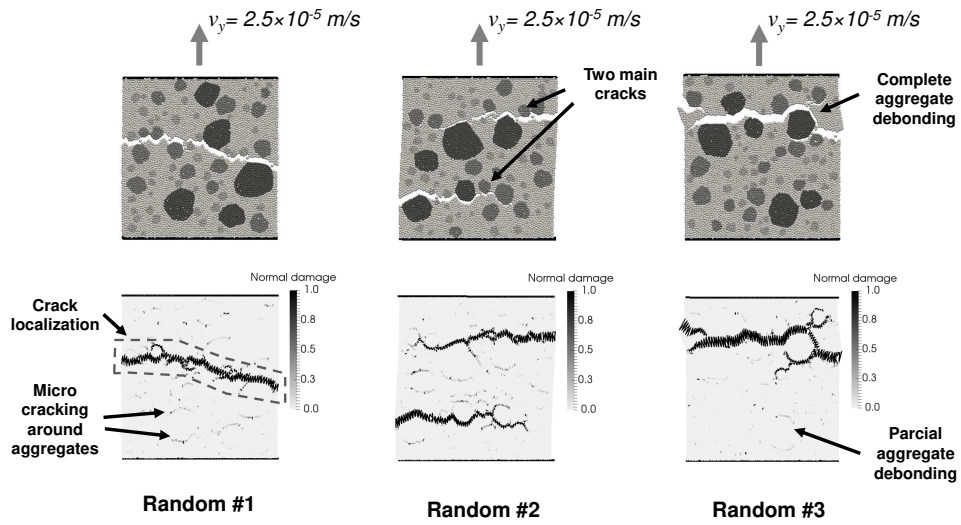 v_y= 2.5×10⁻⁵ m/s
v_y= 2.5×10⁻⁵ m/s
v_y= 2.5×10⁻⁵ m/s
Two main
cracks
Complete
aggregate
debonding
Normal damage
1.0
0.8
0.5
0.3
0.0
Normal damage
1.0
0.8
0.5
0.3
0.0
Normal damage
1.0
0.8
0.5
0.3
0.0
Crack
localization
Micro
cracking
around
aggregates
Parcial
aggregate
debonding
Random #1
Random #2
Random #3